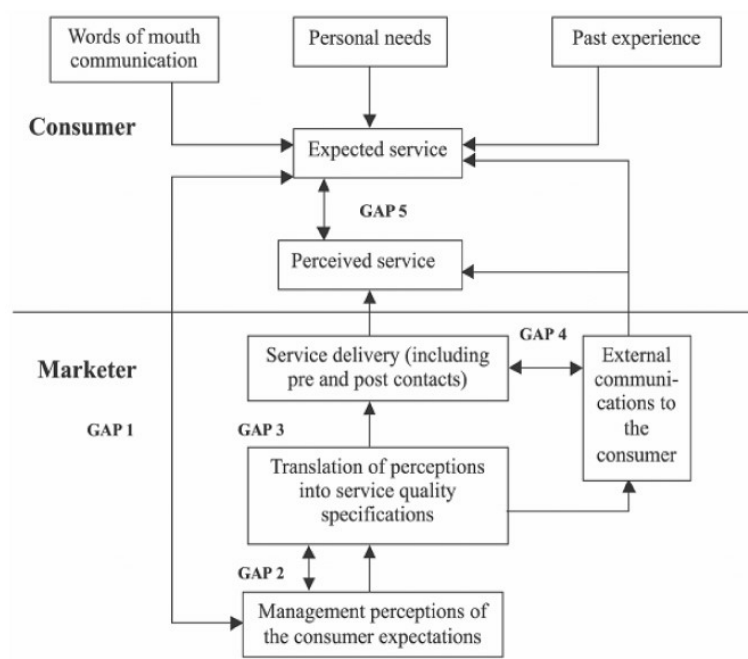 Words of mouth
communication
Personal needs
Past experience
Consumer
Expected service
GAP 5
Perceived service
GAP 4
Marketer
Service delivery (including
pre and post contacts)
External
communi-
cations to
the
consumer
GAP 1
GAP 3
Translation of perceptions
into service quality
specifications
GAP 2
Management perceptions of
the consumer expectations